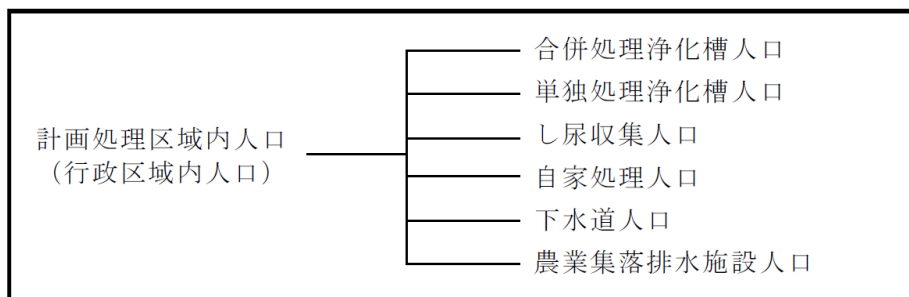 計画処理区域内人口
（行政区域内人口）
合併処理浄化槽人口
単独処理浄化槽人口
し尿収集人口
自家処理人口
下水道人口
農業集落排水施設人口